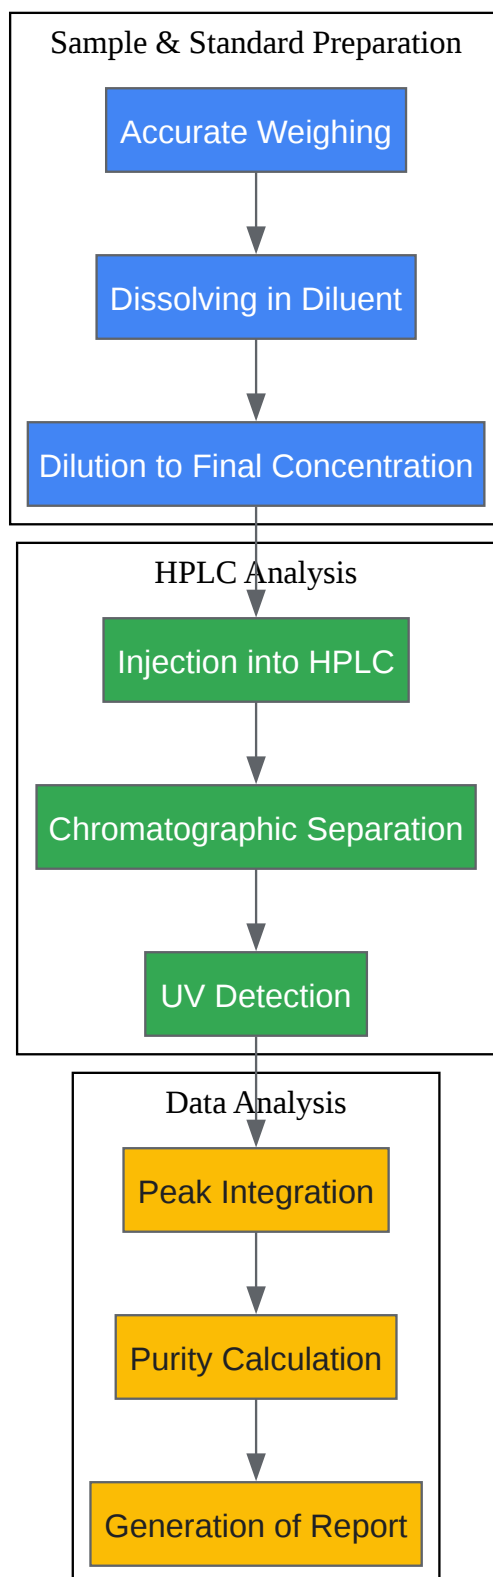 Sample & Standard Preparation
Accurate Weighing
Dissolving in Diluent
Dilution to Final Concentration
HPLC Analysis
Injection into HPLC
Chromatographic Separation
UV Detection
Data Analysis
Peak Integration
Purity Calculation
Generation of Report